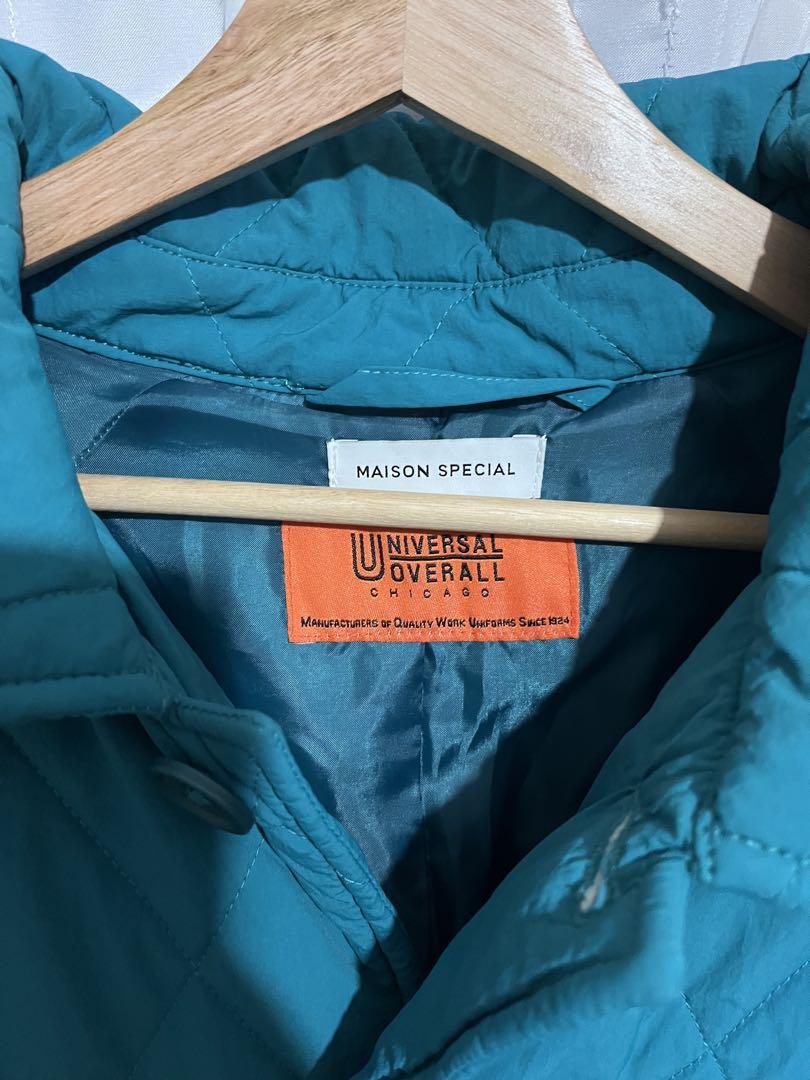 MAISON SPECIAL
UNIVERSAL
OVERALL
CHICAGO
MANUFACTURERS OF QUALITY WORK UNIFORMS SINCE 1924